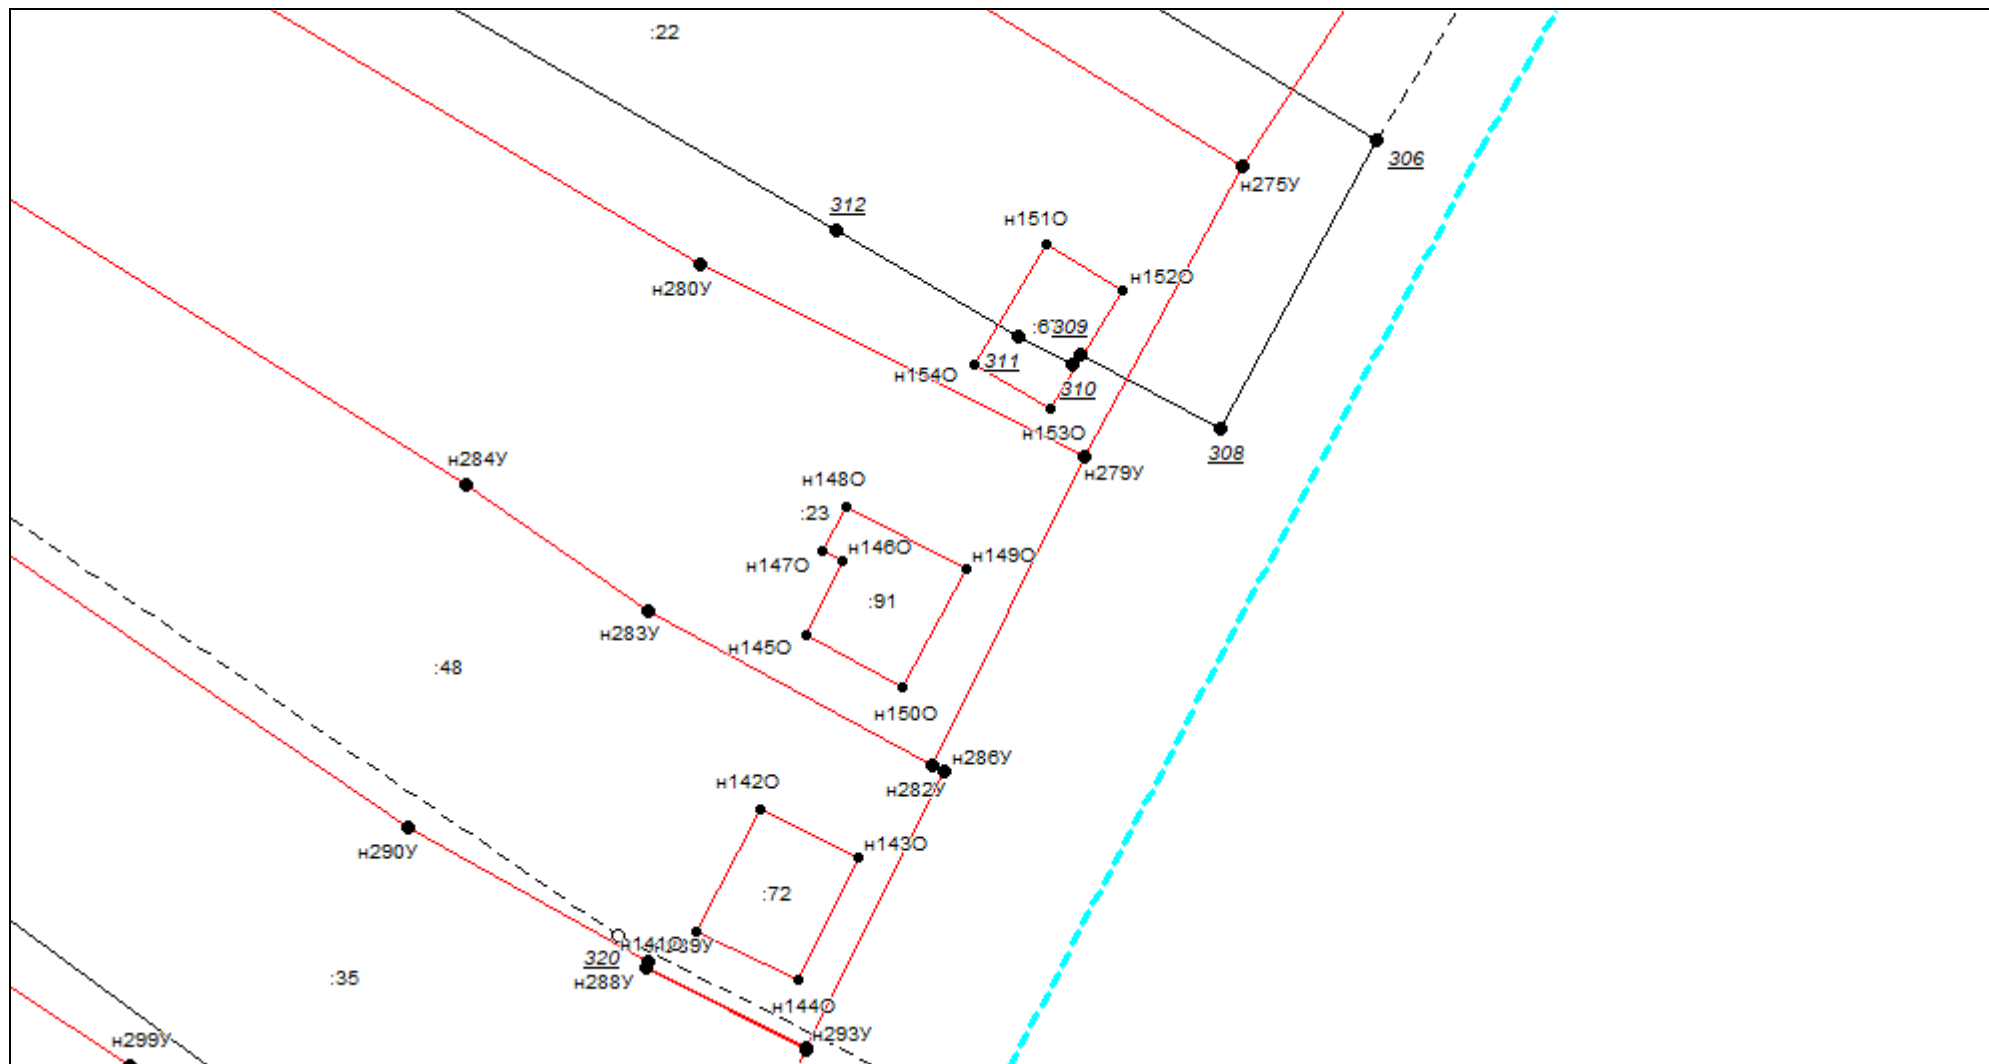 :22
306
н275У
312
н151О
н280У
н152О
309
311
н154О
310
н153О
308
н279У
н284У
н148О
:23
н146О
н149О
н147О
:91
н283У
н145О
:48
н150О
н286У
н282У
н142О
н143О
н290У
:72
н141О
320
:35
н288У
н144О
н293У
н299У